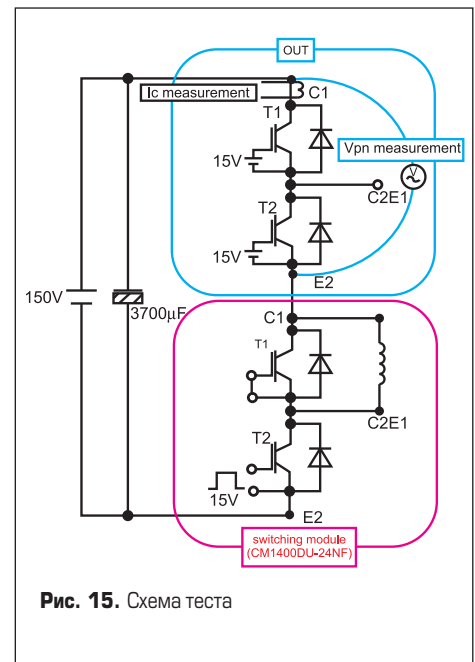 OUT
Ic measurement
C1
T1
Vpn measurement
15V
V
C2E1
T2
15V
E2
150V
3700µF
C1
T1
C2E1
T2
15V
E2
switching module
(CM1400DU-24NF)
Рис. 15. Схема теста